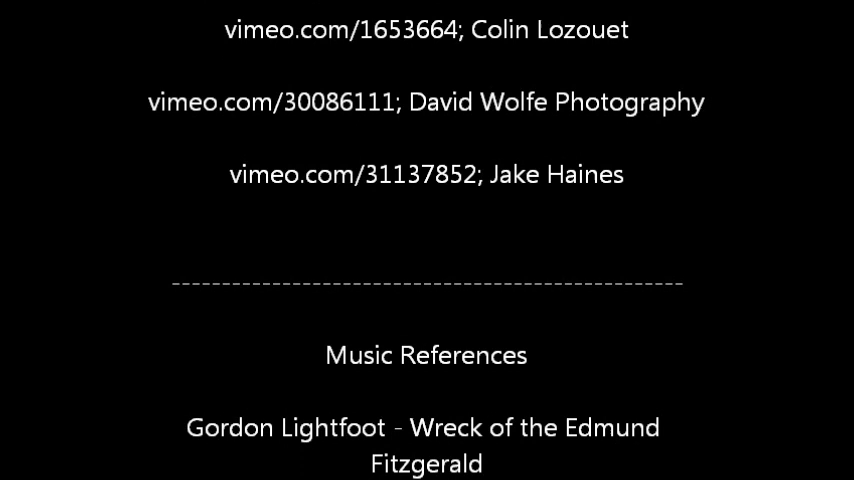 vimeo.com/1653664; Colin Lozouet
vimeo.com/30086111; David Wolfe Photography
vimeo.com/31137852; Jake Haines
--------------------------------------------------
Music References
Gordon Lightfoot - Wreck of the Edmund
Fitzgerald